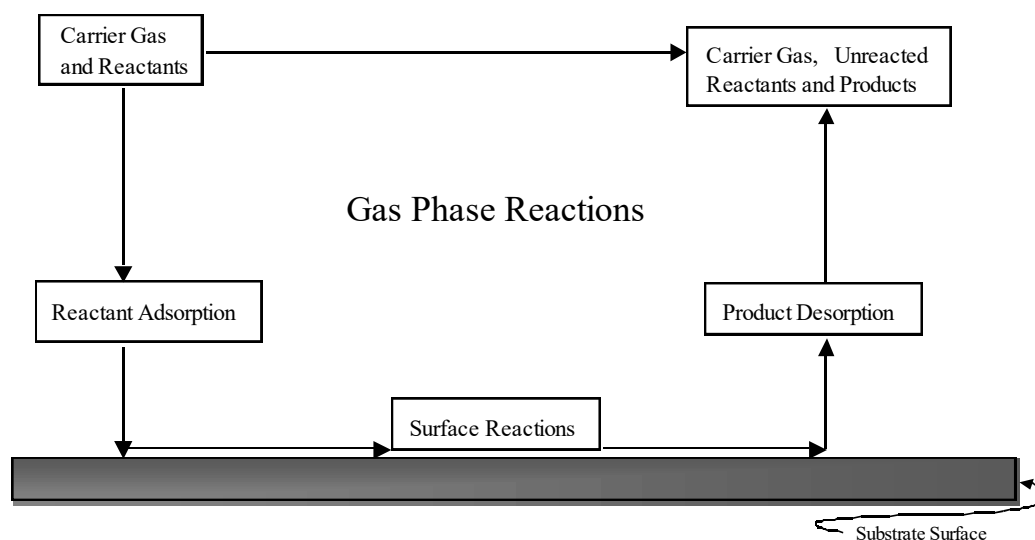 Carrier Gas
and Reactants
Carrier Gas, Unreacted
Reactants and Products
Gas Phase Reactions
Reactant Adsorption
Product Desorption
Surface Reactions
Substrate Surface